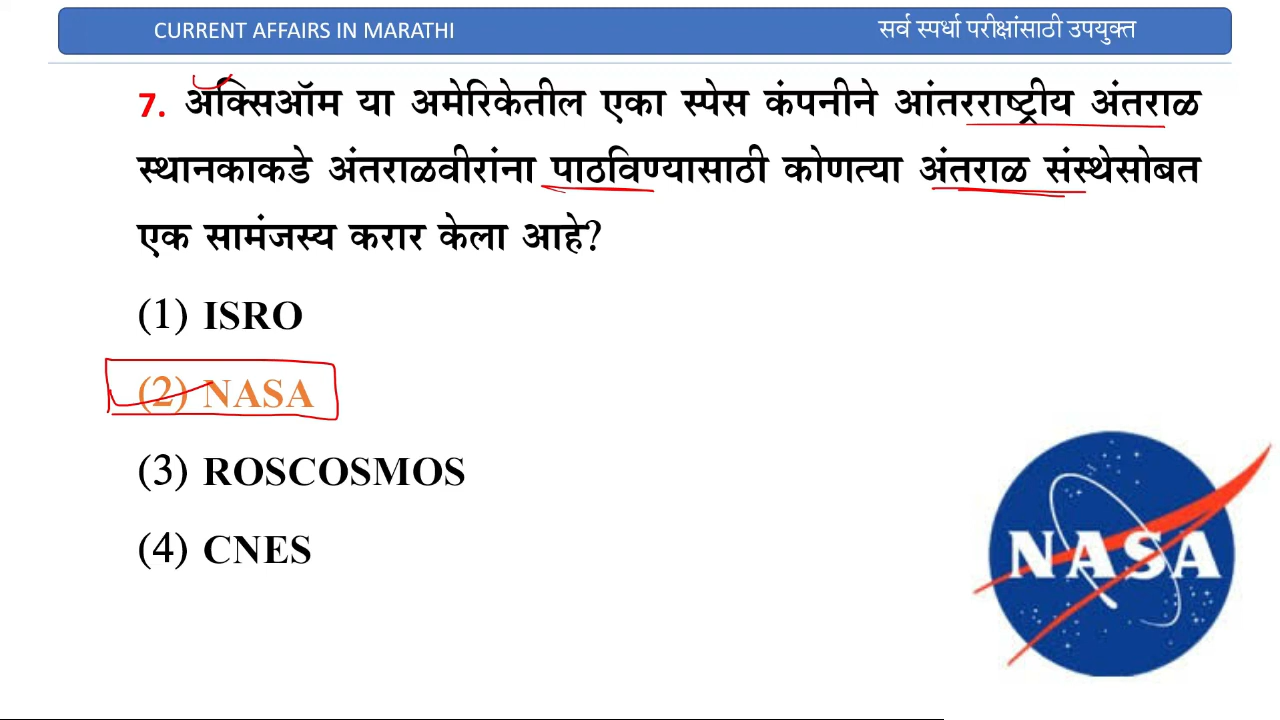 CURRENT AFFAIRS IN MARATHI
सर्व स्पर्धा परीक्षांसाठी उपयुक्त
7. अ‍ॅक्सिऑम या अमेरिकेतील एका स्पेस कंपनीने आंतरराष्ट्रीय अंतराळ
स्थानकाकडे अंतराळवीरांना पाठविण्यासाठी कोणत्या अंतराळ संस्थेसोबत
एक सामंजस्य करार केला आहे?
(1) ISRO
(2) NASA
(3) ROSCOSMOS
(4) CNES
NASA